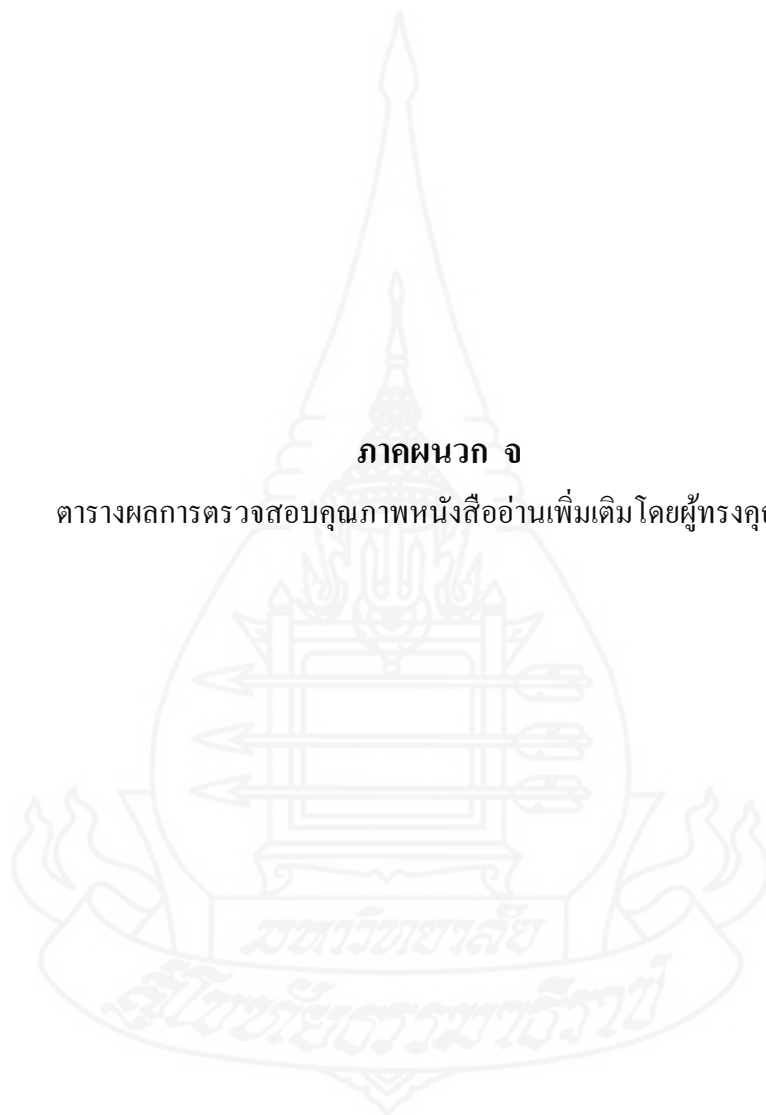 ภาคผนวก จ
ตารางผลการตรวจสอบคุณภาพหนังสืออ่านเพิ่มเติมโดยผู้ทรงคุ
มหาวิทยาลัย
สุโขทัยธรรมาธิราช